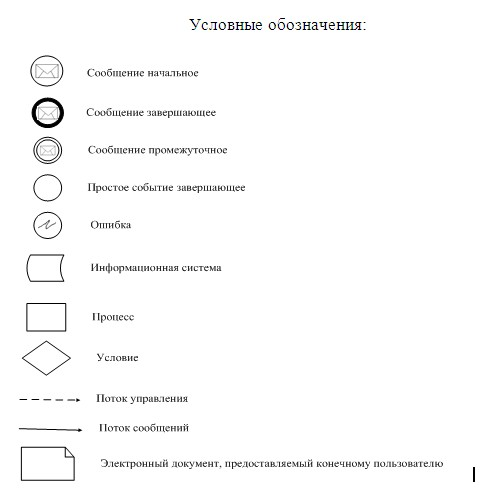 Условные обозначения:
Сообщение начальное
Сообщение завершающее
Сообщение промежуточное
Простое событие завершающее
Ошибка
Информационная система
Процесс
Условие
Поток управления
Поток сообщений
Электронный документ, предоставляемый конечному пользователю